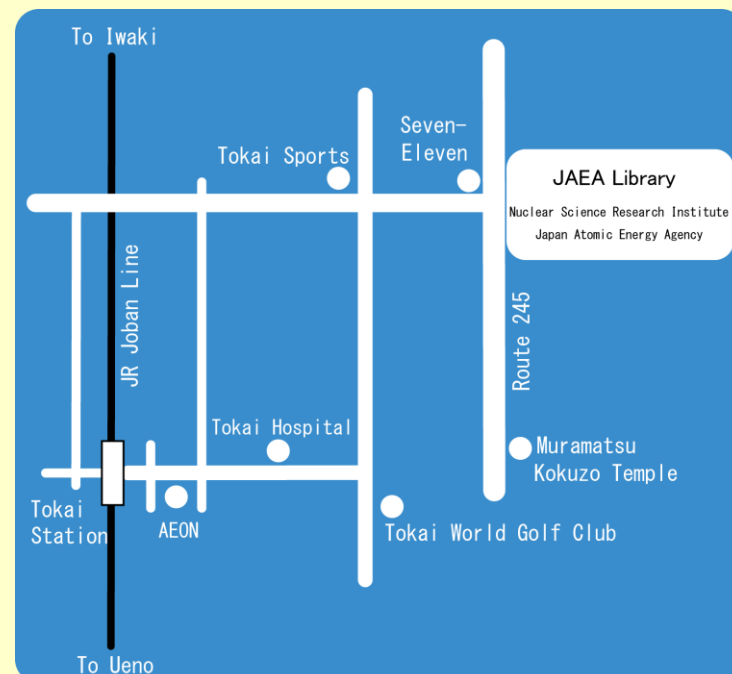 To Iwaki
Seven-
Eleven
Tokai Sports
JAEA Library
Nuclear Science Research Institute
Japan Atomic Energy Agency
JR Joban Line
Route 245
Tokai Hospital
Muramatsu
Kokuzo Temple
Tokai
Station
AEON
Tokai World Golf Club
To Ueno